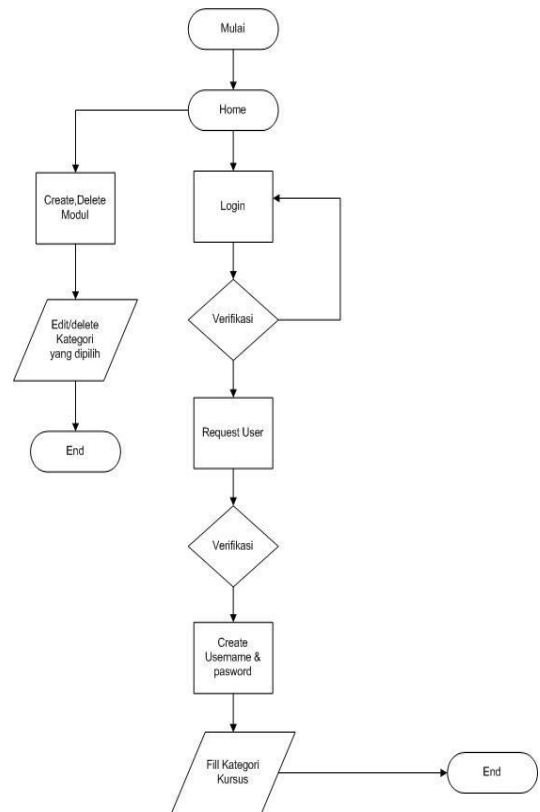 Mulai
Home
Create,Delete
Modul
Login
Edit/delete
Kategori
yang dipilih
Verifikasi
End
Request User
Verifikasi
Create
Username &
pasword
Fill Kategori
Kursus
End